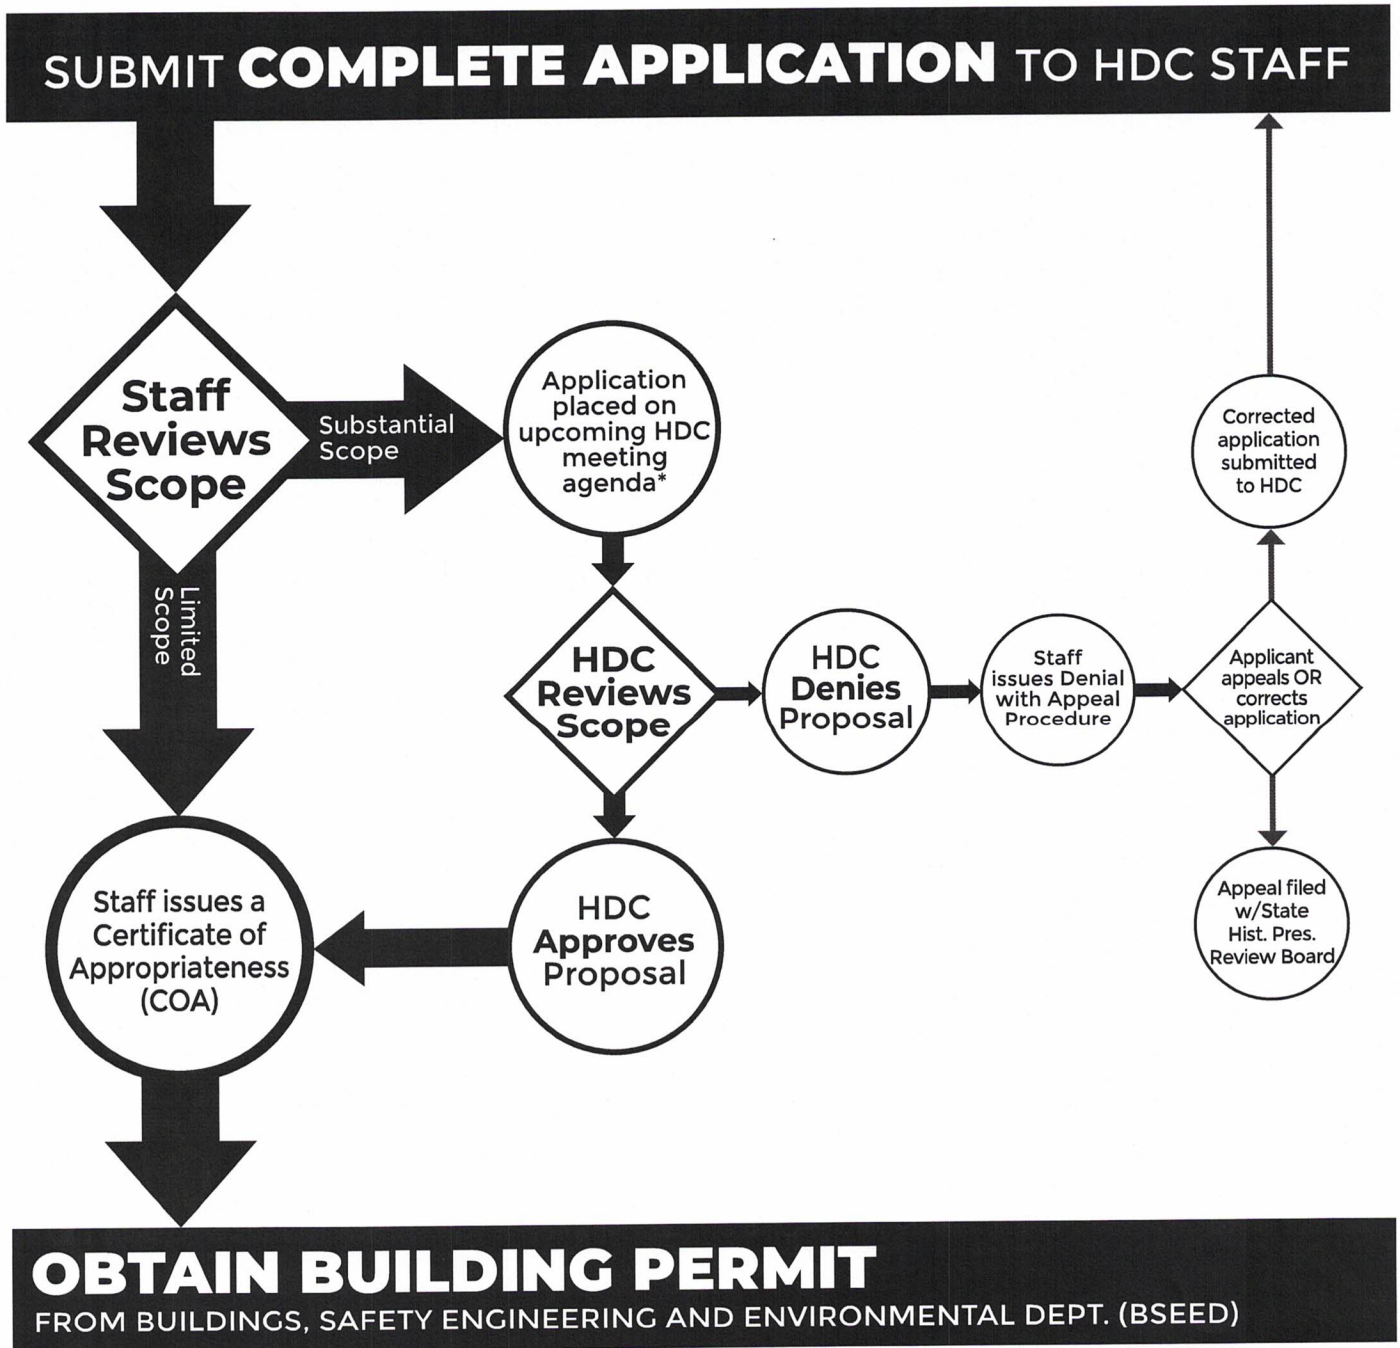 SUBMIT COMPLETE APPLICATION TO HDC STAFF
Staff
Reviews
Scope
Substantial
Scope
Application
placed on
upcoming HDC
meeting
agenda*
Limited
Scope
HDC
Reviews
Scope
HDC
Denies
Proposal
Staff
issues Denial
with Appeal
Procedure
Applicant
appeals OR
corrects
application
Corrected
application
submitted
to HDC
Appeal filed
w/State
Hist. Pres.
Review Board
HDC
Approves
Proposal
Staff issues a
Certificate of
Appropriateness
(COA)
OBTAIN BUILDING PERMIT
FROM BUILDINGS, SAFETY ENGINEERING AND ENVIRONMENTAL DEPT. (BSEED)